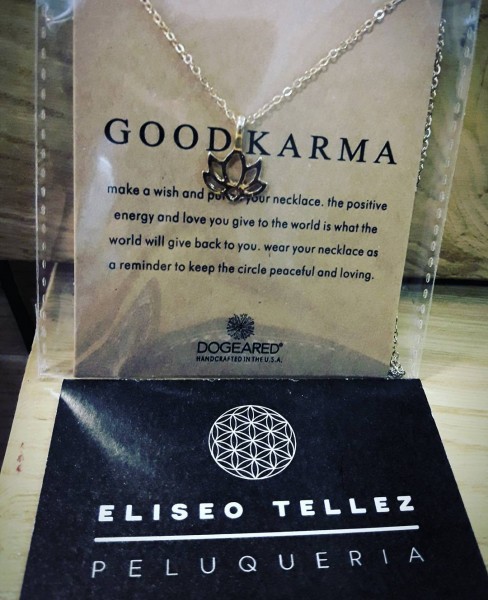 GOOD KARMA
make a wish and put on your necklace. the positive
energy and love you give to the world is what the
world will give back to you. wear your necklace as
a reminder to keep the circle peaceful and loving.
DOGEARED®
HANDCRAFTED IN THE U.S.A.
ELISEO TELLEZ
PELUQUERIA